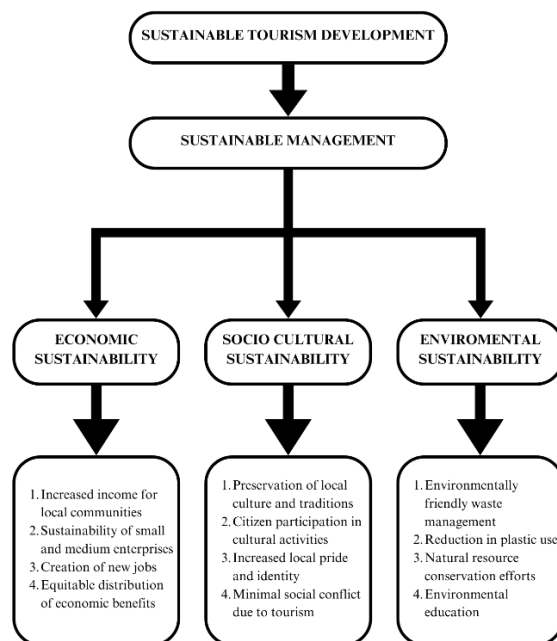 SUSTAINABLE TOURISM DEVELOPMENT
SUSTAINABLE MANAGEMENT
ECONOMIC
SUSTAINABILITY
SOCIO CULTURAL
SUSTAINABILITY
ENVIROMENTAL
SUSTAINABILITY
1. Increased income for
local communities
2. Sustainability of small
and medium enterprises
3. Creation of new jobs
4. Equitable distribution
of economic benefits
1. Preservation of local
culture and traditions
2. Citizen participation in
cultural activities
3. Increased local pride
and identity
4. Minimal social conflict
due to tourism
1. Environmentally
friendly waste
management
2. Reduction in plastic use
3. Natural resource
conservation efforts
4. Environmental
education